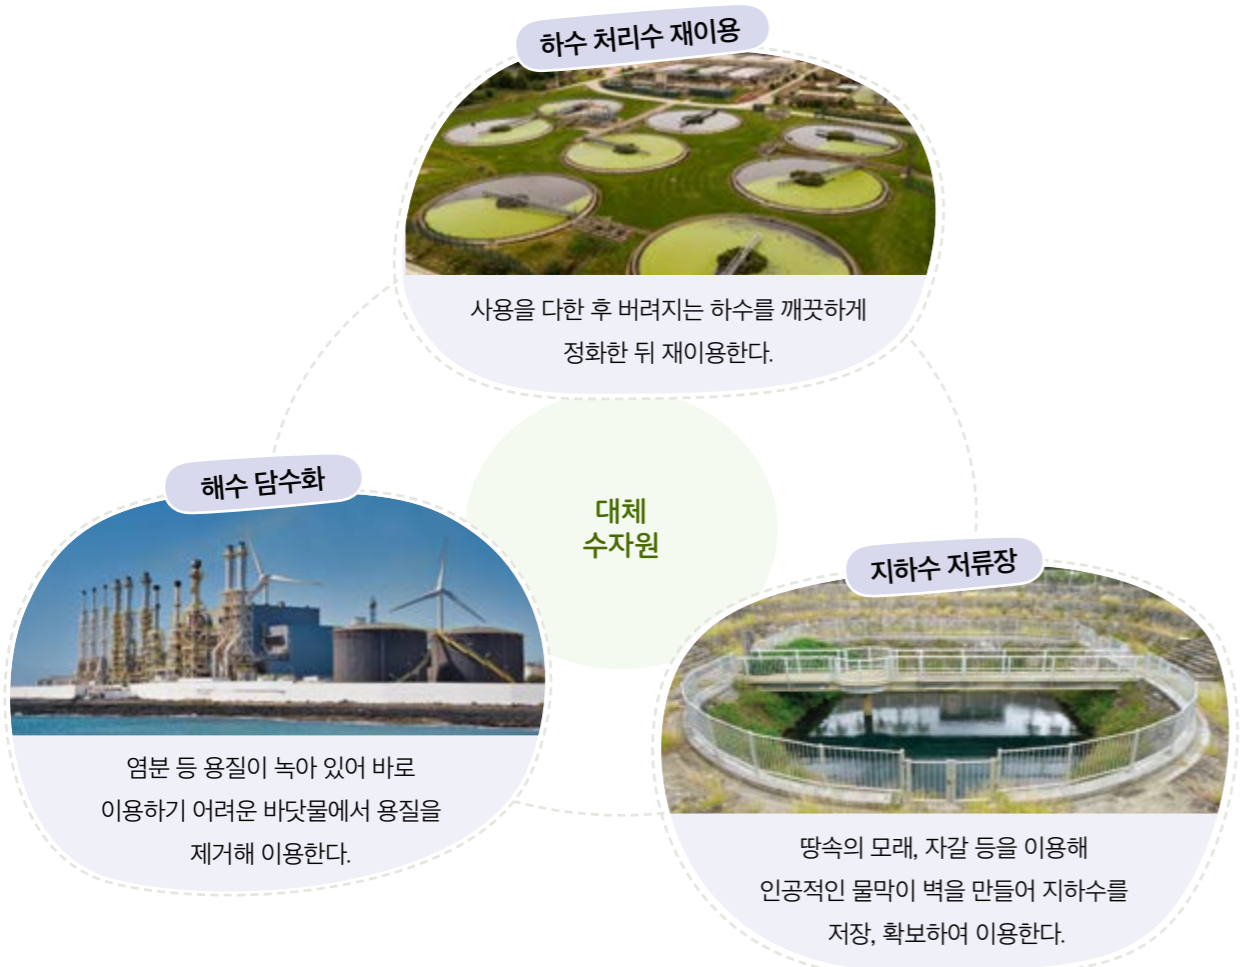 하수 처리수 재이용
사용을 다한 후 버려지는 하수를 깨끗하게
정화한 뒤 재이용한다.
대체
수자원
해수 담수화
염분 등 용질이 녹아 있어 바로
이용하기 어려운 바닷물에서 용질을
제거해 이용한다.
지하수 저류장
땅속의 모래, 자갈 등을 이용해
인공적인 물막이 벽을 만들어 지하수를
저장, 확보하여 이용한다.